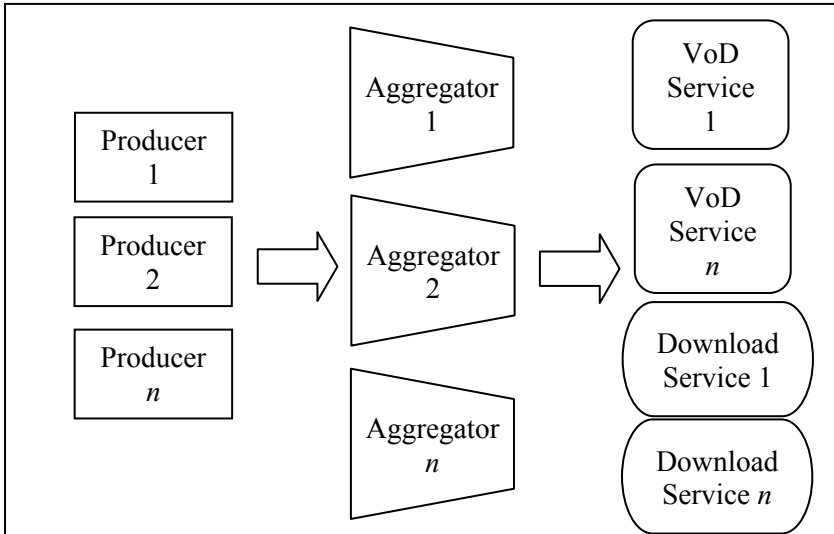 Producer
1
Producer
2
Producer
n
Aggregator
1
Aggregator
2
Aggregator
n
VoD
Service
1
VoD
Service
n
Download
Service 1
Download
Service n